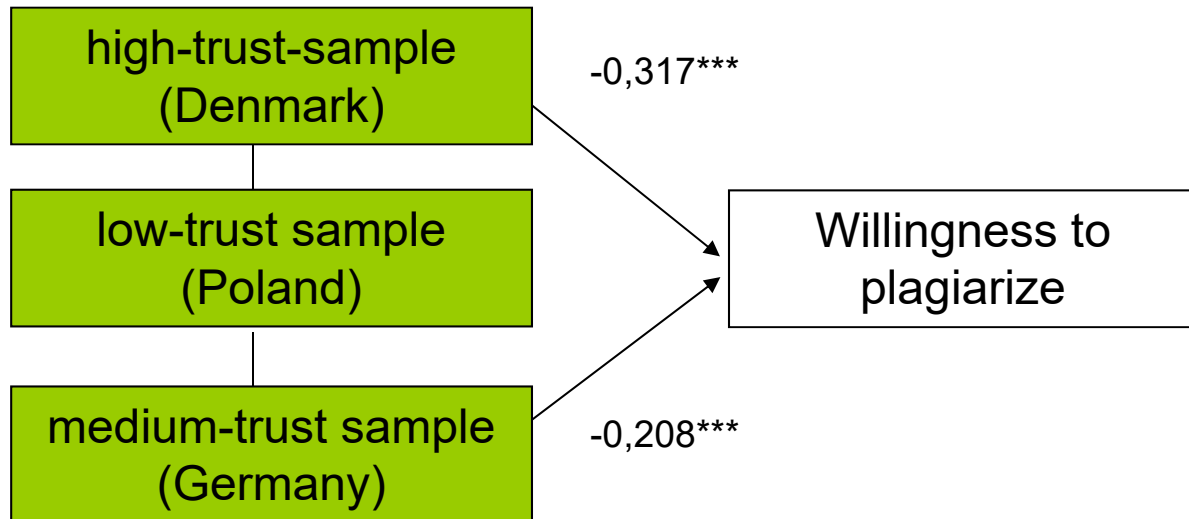 high-trust-sample
(Denmark)
-0,317***
low-trust sample
(Poland)
Willingness to
plagiarize
medium-trust sample
(Germany)
-0,208***